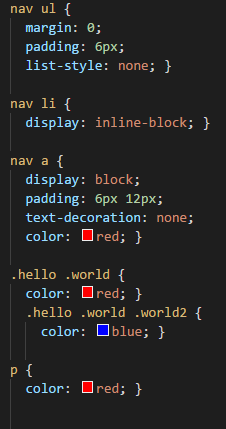 nav ul {
margin: 0;
padding: 6px;
list-style: none; }
nav li {
display: inline-block; }
nav a {
display: block;
padding: 6px 12px;
text-decoration: none;
color: red; }
.hello .world {
color: red; }
.hello .world .world2 {
color: blue; }
p {
color: red; }